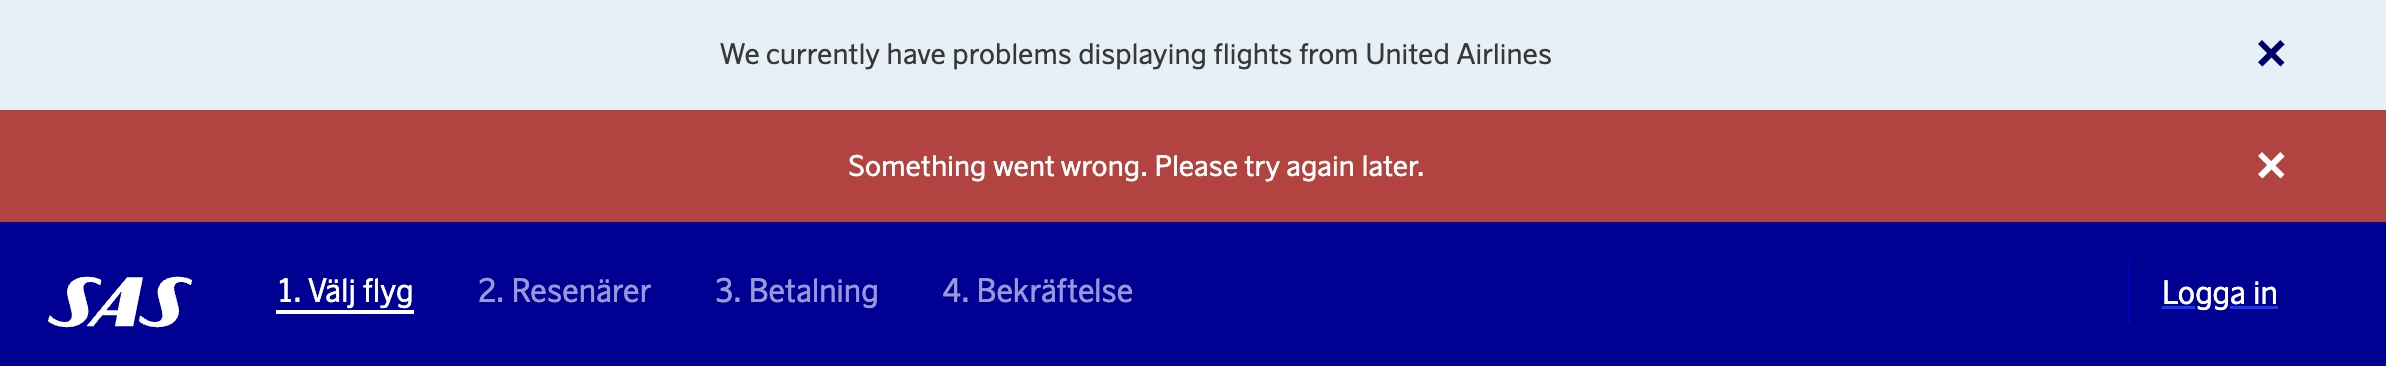 We currently have problems displaying flights from United Airlines
Something went wrong. Please try again later.
SAS 1. Välj flyg 2. Resenärer 3. Betalning 4. Bekräftelse Logga in